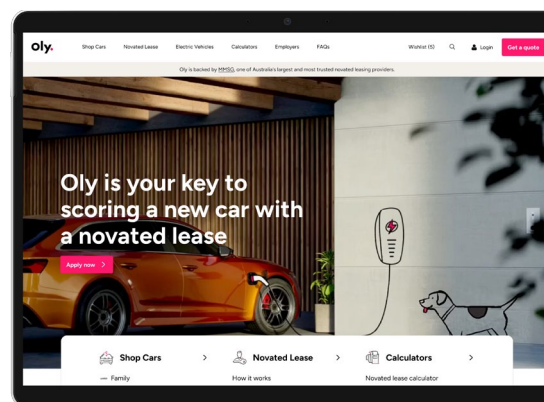 oly.
Shop Cars Novated Lease Electric Vehicles Calculators Employers FAQs Wishlist (5) Login Get a quote
Oly is backed by MMSG, one of Australia's largest and most trusted novated leasing providers.
Oly is your key to
scoring a new car with
a novated lease
Apply now
Shop Cars Novated Lease Calculators
Family How it works Novated lease calculator